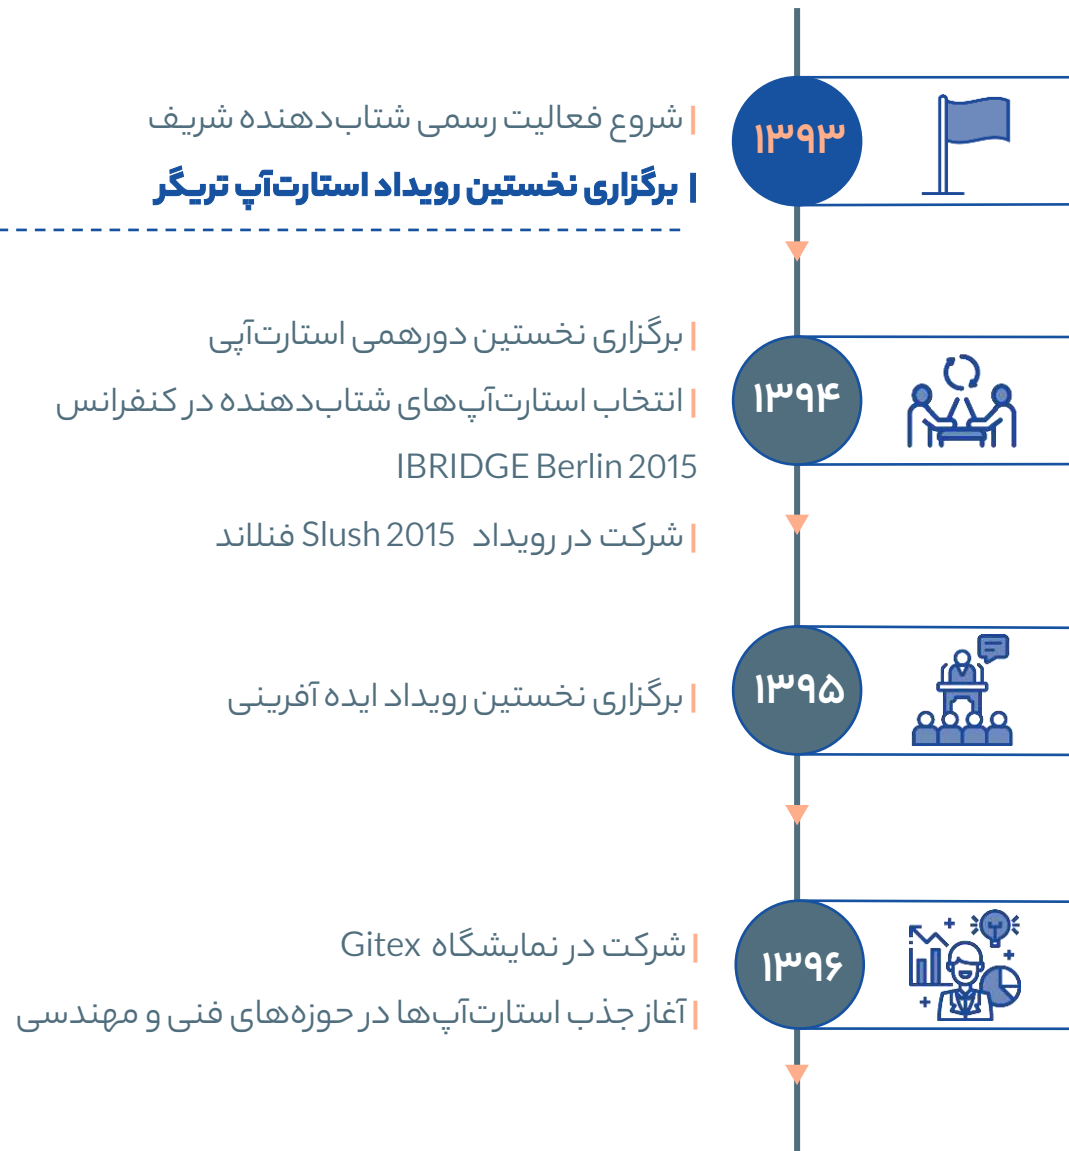 ۱۳۹۳
| شروع فعالیت رسمی شتاب‌دهنده شریف
| برگزاری نخستین رویداد استارت‌آپ تریگر
۱۳۹۴
| برگزاری نخستین دورهمی استارت‌آپی
| انتخاب استارت‌آپ‌های شتاب‌دهنده در کنفرانس
IBRIDGE Berlin 2015
| شرکت در رویداد Slush 2015 فنلاند
۱۳۹۵
| برگزاری نخستین رویداد ایده آفرینی
۱۳۹۶
| شرکت در نمایشگاه Gitex
| آغاز جذب استارت‌آپ‌ها در حوزه‌های فنی و مهندسی